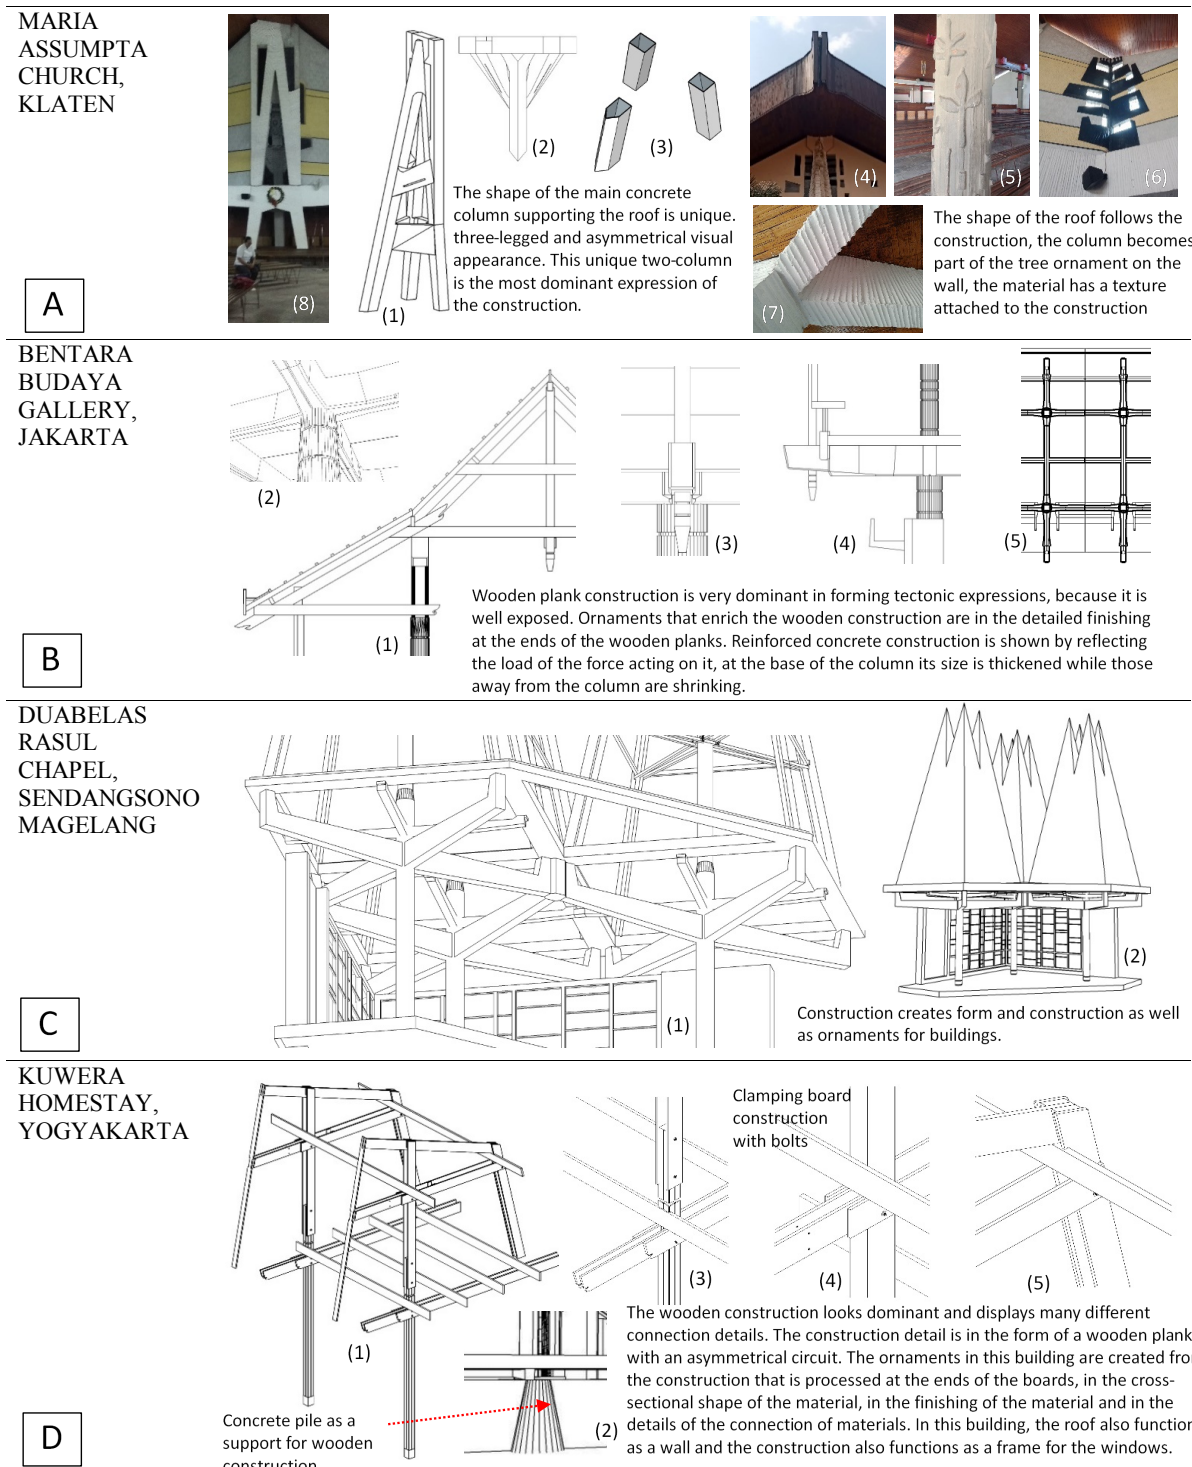 MARIA
ASSUMPTA
CHURCH,
KLATEN
A
(8)
(1)
(2)
(3)
The shape of the main concrete
column supporting the roof is unique.
three-legged and asymmetrical visual
appearance. This unique two-column
is the most dominant expression of
the construction.
(4)
(5)
(6)
(7)
The shape of the roof follows the
construction, the column becomes
part of the tree ornament on the
wall, the material has a texture
attached to the construction
BENTARA
BUDAYA
GALLERY,
JAKARTA
B
(2)
(1)
(3)
(4)
(5)
Wooden plank construction is very dominant in forming tectonic expressions, because it is
well exposed. Ornaments that enrich the wooden construction are in the detailed finishing
at the ends of the wooden planks. Reinforced concrete construction is shown by reflecting
the load of the force acting on it, at the base of the column its size is thickened while those
away from the column are shrinking.
DUABELAS
RASUL
CHAPEL,
SENDANGSONO
MAGELANG
C
(1)
(2)
Construction creates form and construction as well
as ornaments for buildings.
KUWERA
HOMESTAY,
YOGYAKARTA
D
(1)
Concrete pile as a
support for wooden
construction
(2)
(3)
Clamping board
construction
with bolts
(4)
(5)
The wooden construction looks dominant and displays many different
connection details. The construction detail is in the form of a wooden plank
with an asymmetrical circuit. The ornaments in this building are created from
the construction that is processed at the ends of the boards, in the cross-
sectional shape of the material, in the finishing of the material and in the
details of the connection of materials. In this building, the roof also function
as a wall and the construction also functions as a frame for the windows.